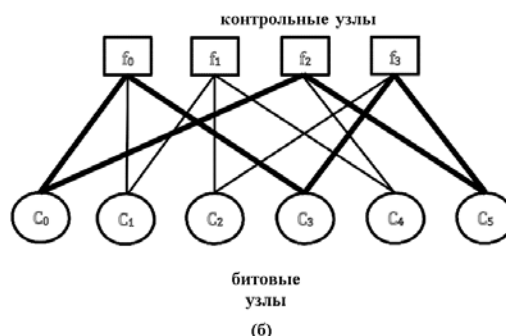 контрольные узлы
f₀ f₁ f₂ f₃
C₀ C₁ C₂ C₃ C₄ C₅
битовые
узлы
(б)